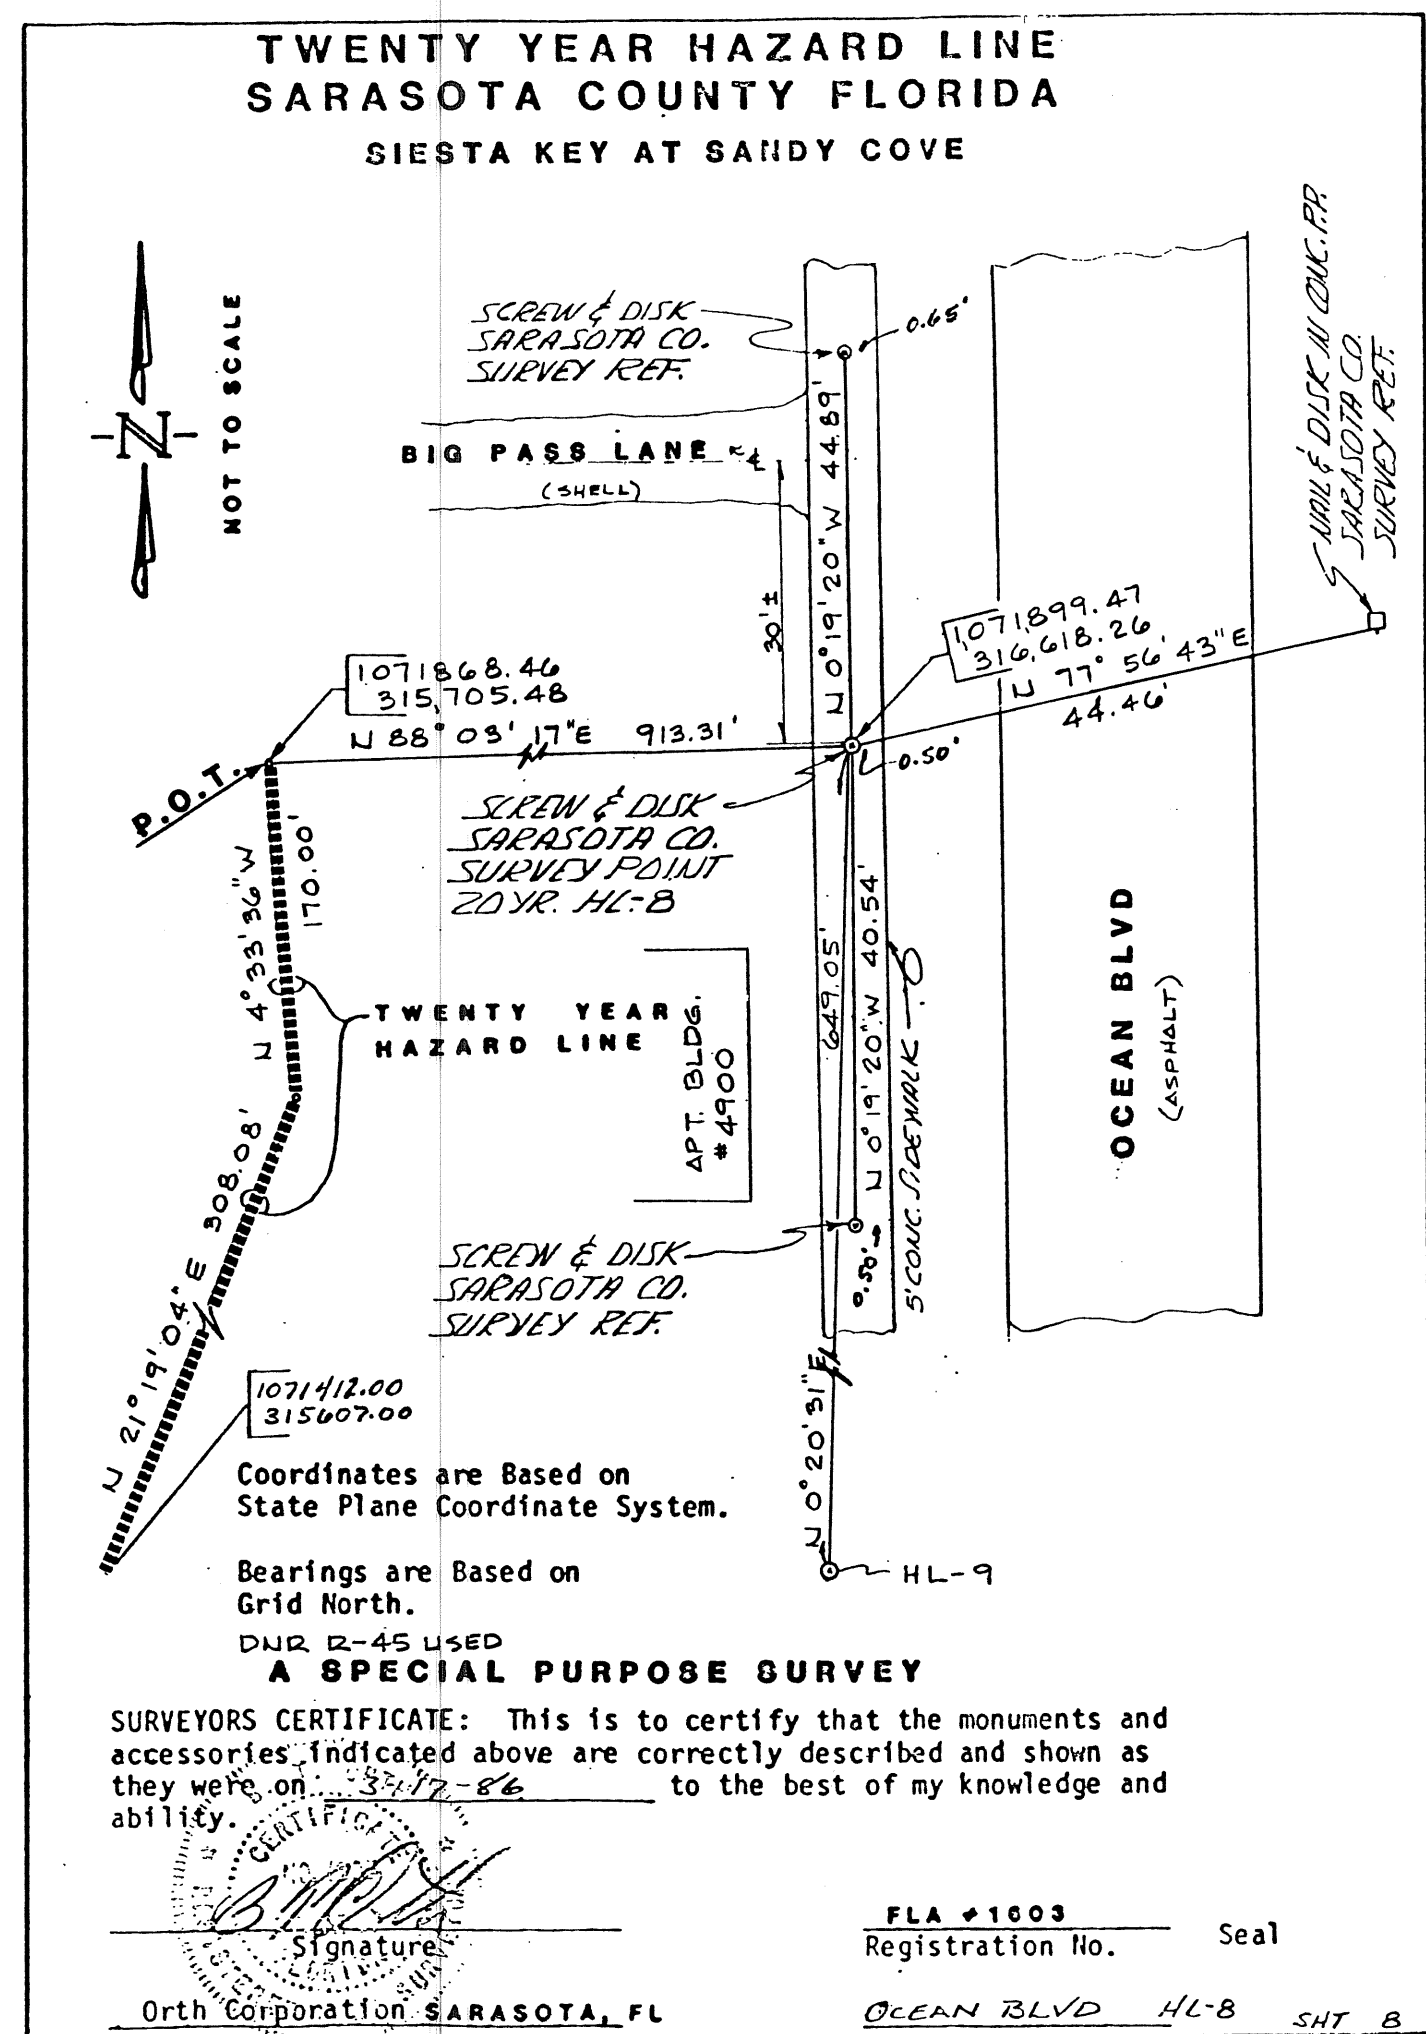 TWENTY YEAR HAZARD LINE
SARASOTA COUNTY FLORIDA
SIESTA KEY AT SANDY COVE
N
NOT TO SCALE
SCREW & DISK
SARASOTA CO.
SURVEY REF.
0.65'
NAIL & DISK IN CONC. P.P.
SARASOTA CO.
SURVEY REF.
BIG PASS LANE ℄
(SHELL)
N 0°19'20"W 44.89'
30'±
1,071,899.47
316,618.26
N 77° 56' 43"E
44.46'
1071868.46
315,705.48
N 88° 03' 17"E 913.31'
0.50'
P.O.T.
SCREW & DISK
SARASOTA CO.
SURVEY POINT
20 YR. HL-8
N 4°33'36"W
170.00'
TWENTY YEAR
HAZARD LINE
APT. BLDG.
#4900
649.05'
N 0°19'20"W 40.54'
5' CONC. SIDEWALK
OCEAN BLVD
(ASPHALT)
N 21°19'04"E 308.08'
SCREW & DISK
SARASOTA CO.
SURVEY REF.
0.50'
1071412.00
315607.00
N 0°20'31"E
HL-9
Coordinates are Based on
State Plane Coordinate System.
Bearings are Based on
Grid North.
DNR R-45 USED
A SPECIAL PURPOSE SURVEY
SURVEYORS CERTIFICATE: This is to certify that the monuments and
accessories indicated above are correctly described and shown as
they were on 3-17-86 to the best of my knowledge and
ability.
CERTIFICATE
Signature
FLA #1603
Registration No.
Seal
Orth Corporation SARASOTA, FL
OCEAN BLVD HL-8 SHT 8